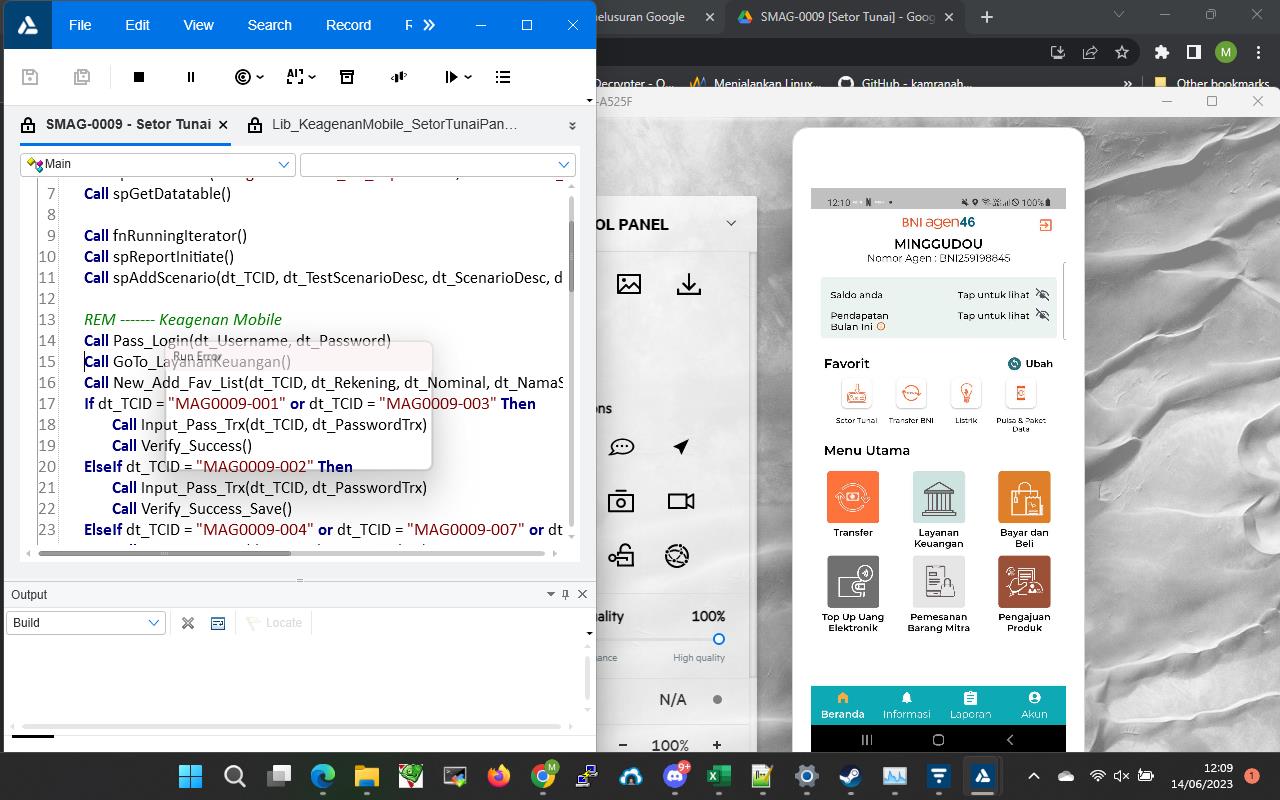 File Edit View Search Record R
SMAG-0009 - Setor Tunai
Lib_KeagenanMobile_SetorTunaiPan...
Main
7 Call spGetDatatable()
8
9 Call fnRunningIterator()
10 Call spReportInitiate()
11 Call spAddScenario(dt_TCID, dt_TestScenarioDesc, dt_ScenarioDesc, d
12
13 REM ------- Keagenan Mobile
14 Call Pass_Login(dt_Username, dt_Password)
15 Call GoTo_LayananKeuangan()
16 Call New_Add_Fav_List(dt_TCID, dt_Rekening, dt_Nominal, dt_NamaS
17 If dt_TCID = "MAG0009-001" or dt_TCID = "MAG0009-003" Then
18 Call Input_Pass_Trx(dt_TCID, dt_PasswordTrx)
19 Call Verify_Success()
20 ElseIf dt_TCID = "MAG0009-002" Then
21 Call Input_Pass_Trx(dt_TCID, dt_PasswordTrx)
22 Call Verify_Success_Save()
23 ElseIf dt_TCID = "MAG0009-004" or dt_TCID = "MAG0009-007" or dt
Run Error
Output
Build
Locate
elusuran Google
SMAG-0009 [Setor Tunai] - Goog
M
Decrypter - O...
Menjalankan Linux...
GitHub - kamranah...
Other bookmarks
-A525F
OL PANEL
ons
ality 100%
nance High quality
N/A
100%
12:10
100%
BNI agen46
MINGGUDOU
Nomor Agen : BNI259198845
Saldo anda Tap untuk lihat
Pendapatan
Bulan Ini
Tap untuk lihat
Favorit Ubah
Setor Tunai
Transfer BNI
Listrik
Pulsa & Paket
Data
Menu Utama
Transfer
Layanan
Keuangan
Bayar dan
Beli
Top Up Uang
Elektronik
Pemesanan
Barang Mitra
Pengajuan
Produk
Beranda Informasi Laporan Akun
M
9+
12:09
14/06/2023
1